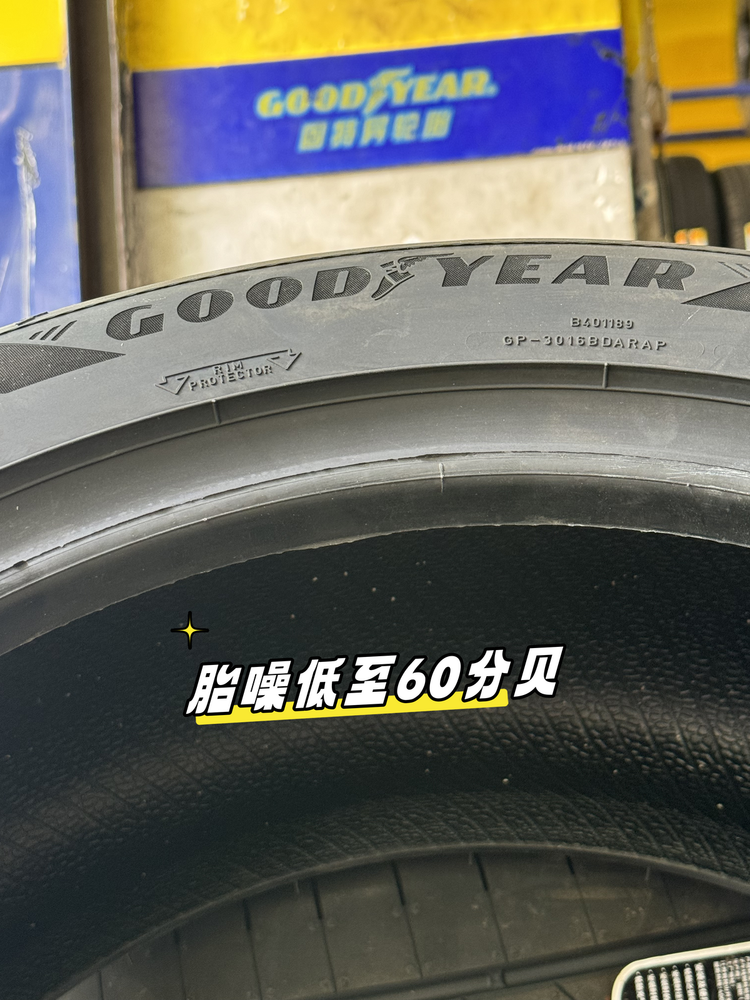 GOODYEAR
固特异轮胎
GOODYEAR
B401189
GP-3016BDARAP
RIM
PROTECTOR
胎噪低至60分贝